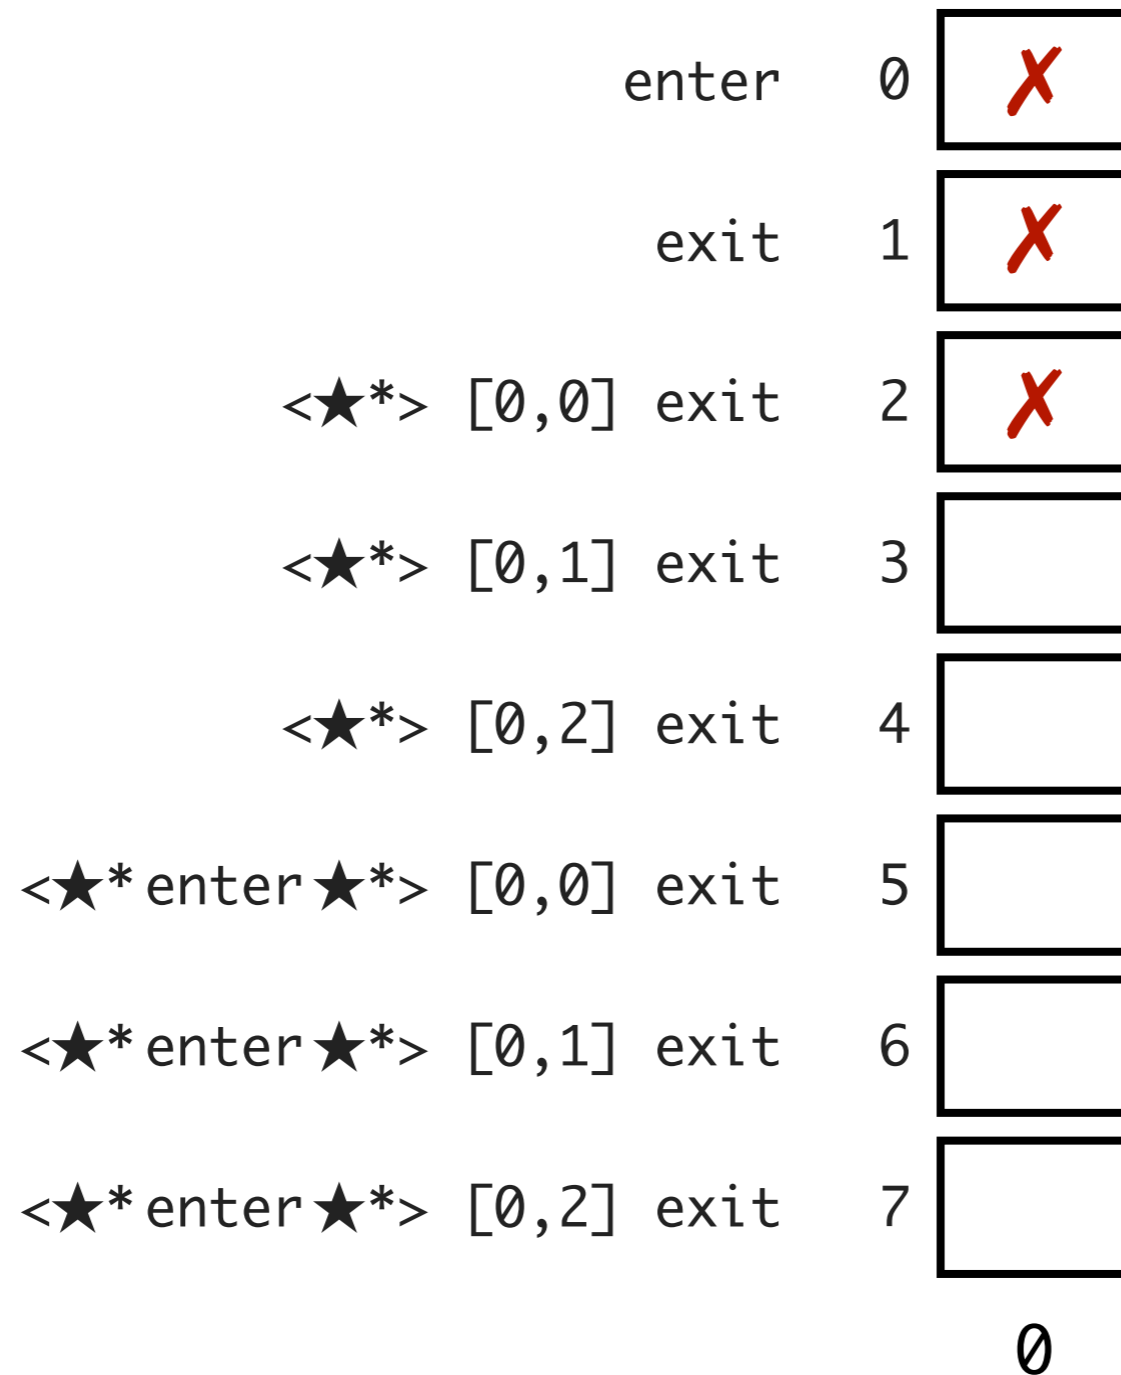 enter 0 ✗
exit 1 ✗
<★*> [0,0] exit 2 ✗
<★*> [0,1] exit 3
<★*> [0,2] exit 4
<★*enter★*> [0,0] exit 5
<★*enter★*> [0,1] exit 6
<★*enter★*> [0,2] exit 7
0